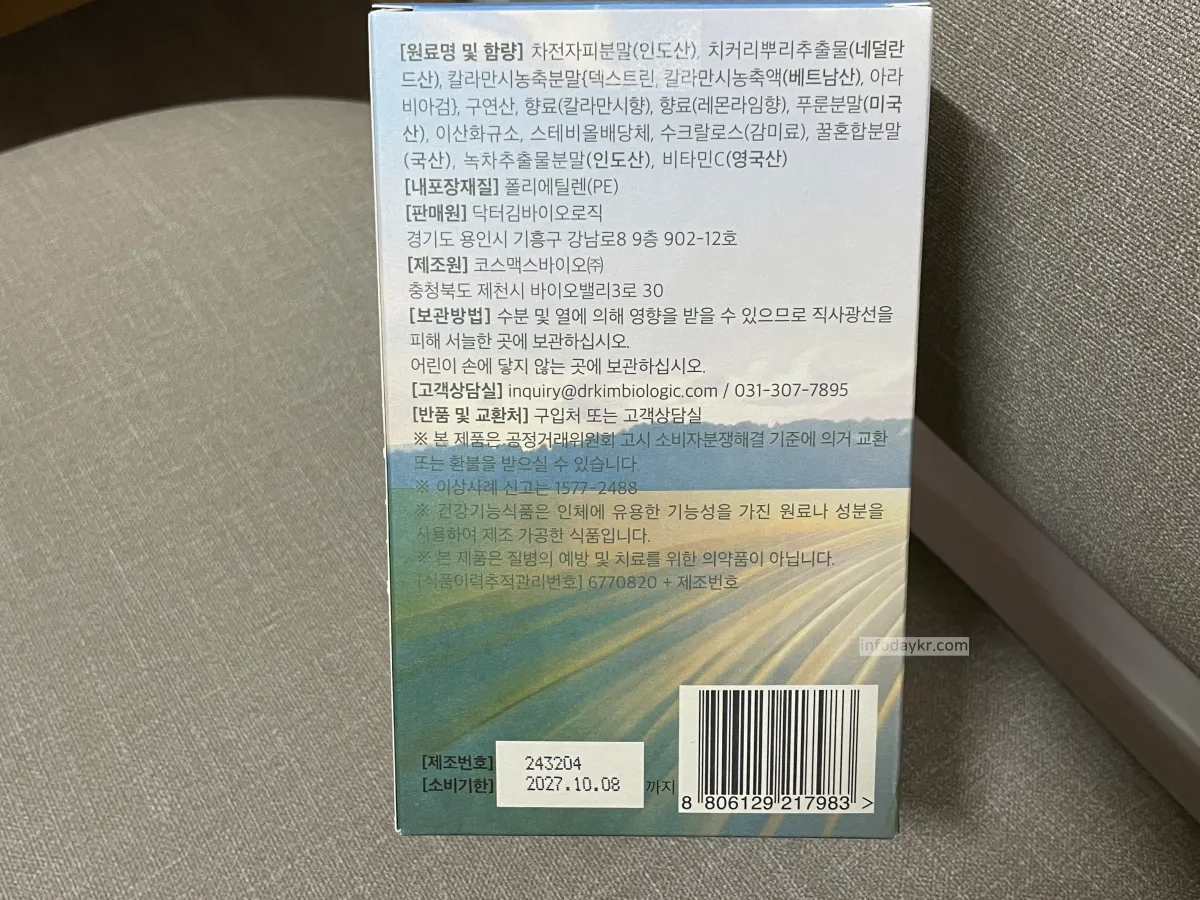 [원료명 및 함량] 차전자피분말(인도산), 치커리뿌리추출물(네덜란
드산), 칼라만시농축분말{덱스트린, 칼라만시농축액(베트남산), 아라
비아검}, 구연산, 향료(칼라만시향), 향료(레몬라임향), 푸룬분말(미국
산), 이산화규소, 스테비올배당체, 수크랄로스(감미료), 꿀혼합분말
(국산), 녹차추출물분말(인도산), 비타민C(영국산)
[내포장재질] 폴리에틸렌(PE)
[판매원] 닥터김바이오로직
경기도 용인시 기흥구 강남로8 9층 902-12호
[제조원] 코스맥스바이오㈜
충청북도 제천시 바이오밸리3로 30
[보관방법] 수분 및 열에 의해 영향을 받을 수 있으므로 직사광선을
피해 서늘한 곳에 보관하십시오.
어린이 손에 닿지 않는 곳에 보관하십시오.
[고객상담실] inquiry@drkimbiologic.com / 031-307-7895
[반품 및 교환처] 구입처 또는 고객상담실
※ 본 제품은 공정거래위원회 고시 소비자분쟁해결 기준에 의거 교환
또는 환불을 받으실 수 있습니다.
※ 이상사례 신고는 1577-2488
※ 건강기능식품은 인체에 유용한 기능성을 가진 원료나 성분을
사용하여 제조 가공한 식품입니다.
※ 본 제품은 질병의 예방 및 치료를 위한 의약품이 아닙니다.
[식품이력추적관리번호] 6770820 + 제조번호
infodaykr.com
[제조번호] 243204
[소비기한] 2027.10.08 까지
8 806129 217983 >